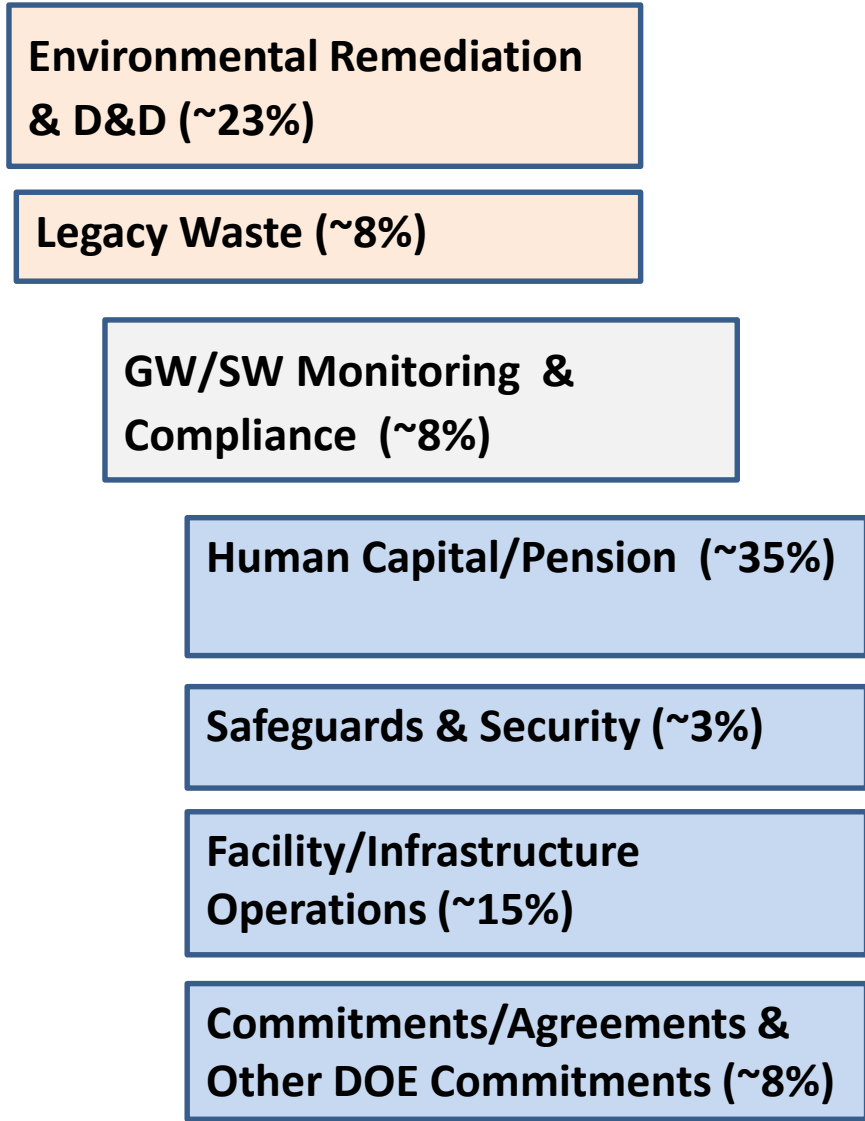 Environmental Remediation
& D&D (~23%)
Legacy Waste (~8%)
GW/SW Monitoring &
Compliance (~8%)
Human Capital/Pension (~35%)
Safeguards & Security (~3%)
Facility/Infrastructure
Operations (~15%)
Commitments/Agreements &
Other DOE Commitments (~8%)